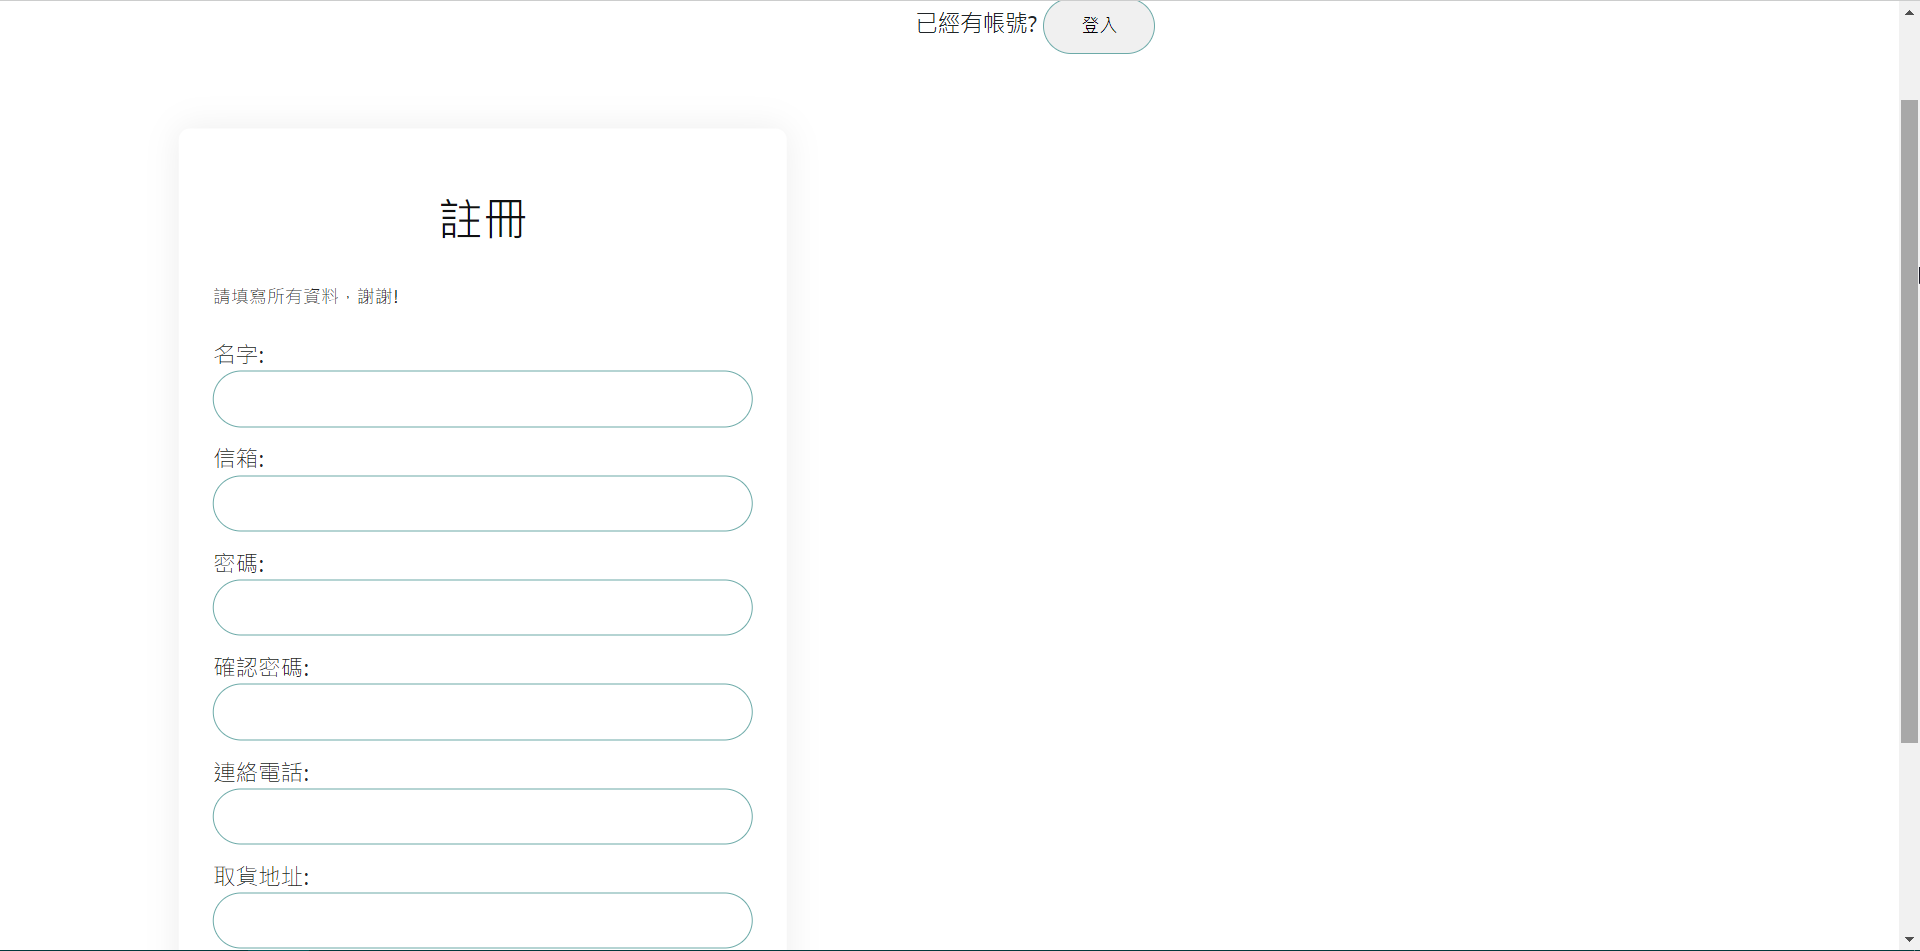 已經有帳號? 登入
註冊
請填寫所有資料，謝謝!
名字:
信箱:
密碼:
確認密碼:
連絡電話:
取貨地址: